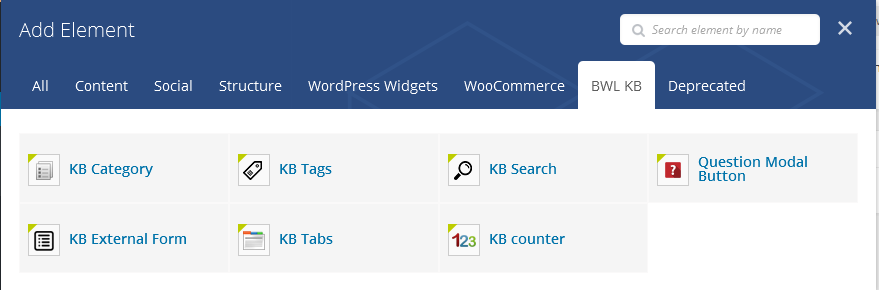 Add Element
Search element by name
All Content Social Structure WordPress Widgets WooCommerce BWL KB Deprecated
KB Category KB Tags KB Search Question Modal
Button
KB External Form KB Tabs 123 KB counter